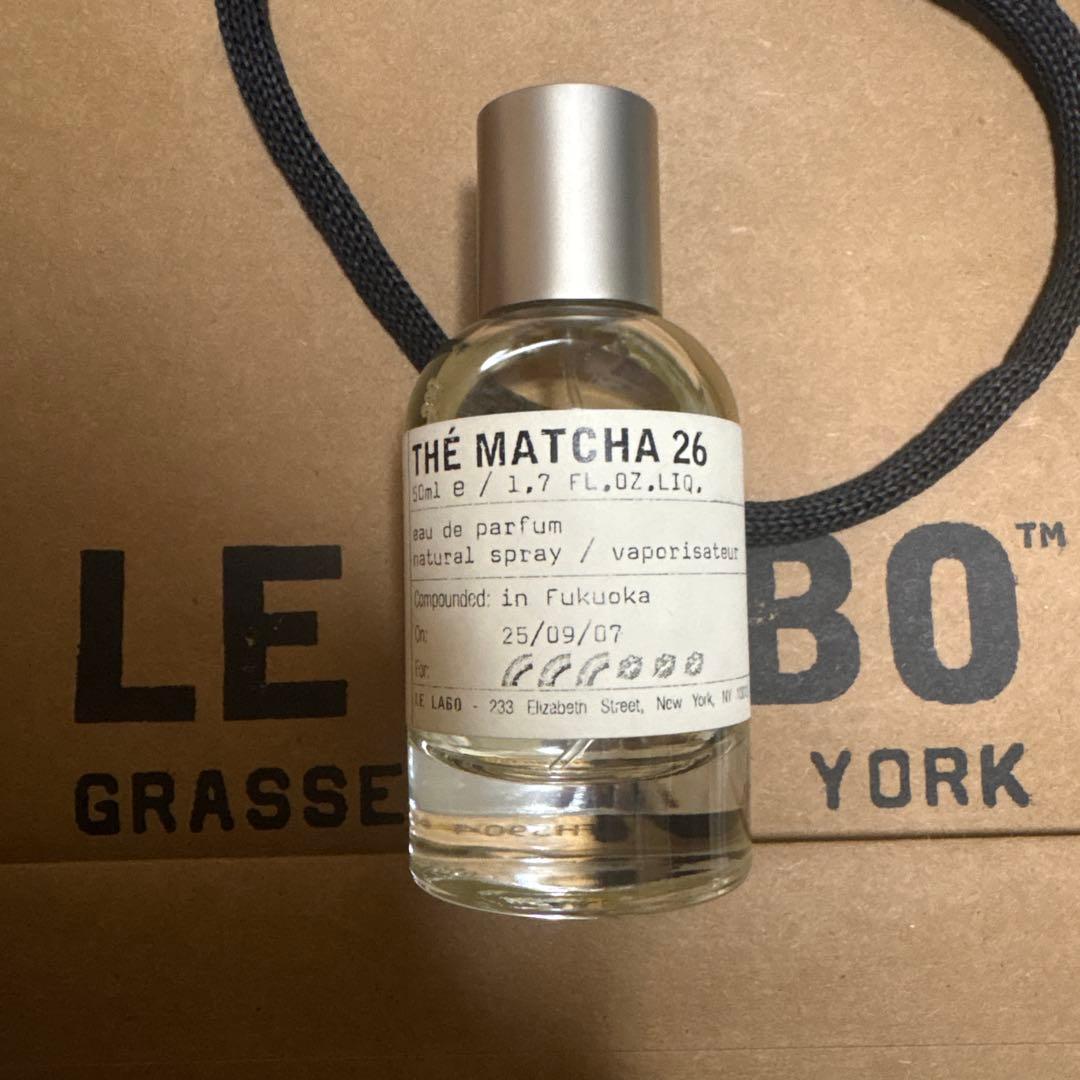 THÉ MATCHA 26
50ml e / 1.7 FL.OZ.LIQ.
eau de parfum
natural spray / vaporisateur
Compounded: in Fukuoka
On: 25/09/07
For:
LE LABO - 233 Elizabeth Street, New York, NY
LE BO™
GRASSE YORK